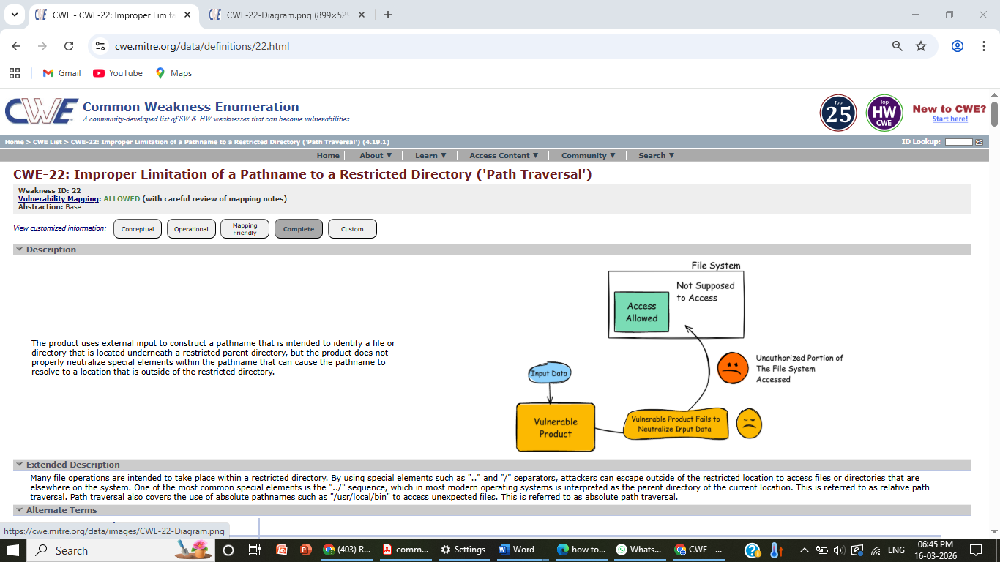 CWE - CWE-22: Improper Limita
CWE-22-Diagram.png (899×529
cwe.mitre.org/data/definitions/22.html
Gmail
YouTube
Maps
CWE
Common Weakness Enumeration
A community-developed list of SW & HW weaknesses that can become vulnerabilities
Top
25
Top
HW
CWE
New to CWE?
Start here!
Home > CWE List > CWE-22: Improper Limitation of a Pathname to a Restricted Directory ('Path Traversal') (4.19.1)
ID Lookup:
Go
Home About ▼ Learn ▼ Access Content ▼ Community ▼ Search ▼
CWE-22: Improper Limitation of a Pathname to a Restricted Directory ('Path Traversal')
Weakness ID: 22
Vulnerability Mapping: ALLOWED (with careful review of mapping notes)
Abstraction: Base
View customized information:
Conceptual
Operational
Mapping
Friendly
Complete
Custom
Description
The product uses external input to construct a pathname that is intended to identify a file or
directory that is located underneath a restricted parent directory, but the product does not
properly neutralize special elements within the pathname that can cause the pathname to
resolve to a location that is outside of the restricted directory.
File System
Not Supposed
to Access
Access
Allowed
Unauthorized Portion of
The File System
Accessed
Input Data
Vulnerable
Product
Vulnerable Product Fails to
Neutralize Input Data
Extended Description
Many file operations are intended to take place within a restricted directory. By using special elements such as ".." and "/" separators, attackers can escape outside of the restricted location to access files or directories that are
elsewhere on the system. One of the most common special elements is the "../" sequence, which in most modern operating systems is interpreted as the parent directory of the current location. This is referred to as relative path
traversal. Path traversal also covers the use of absolute pathnames such as "/usr/local/bin" to access unexpected files. This is referred to as absolute path traversal.
Alternate Terms
https://cwe.mitre.org/data/images/CWE-22-Diagram.png
Search
(403) R...
comm...
Settings
Word
how to...
Whats...
CWE - ...
ENG
06:45 PM
16-03-2026